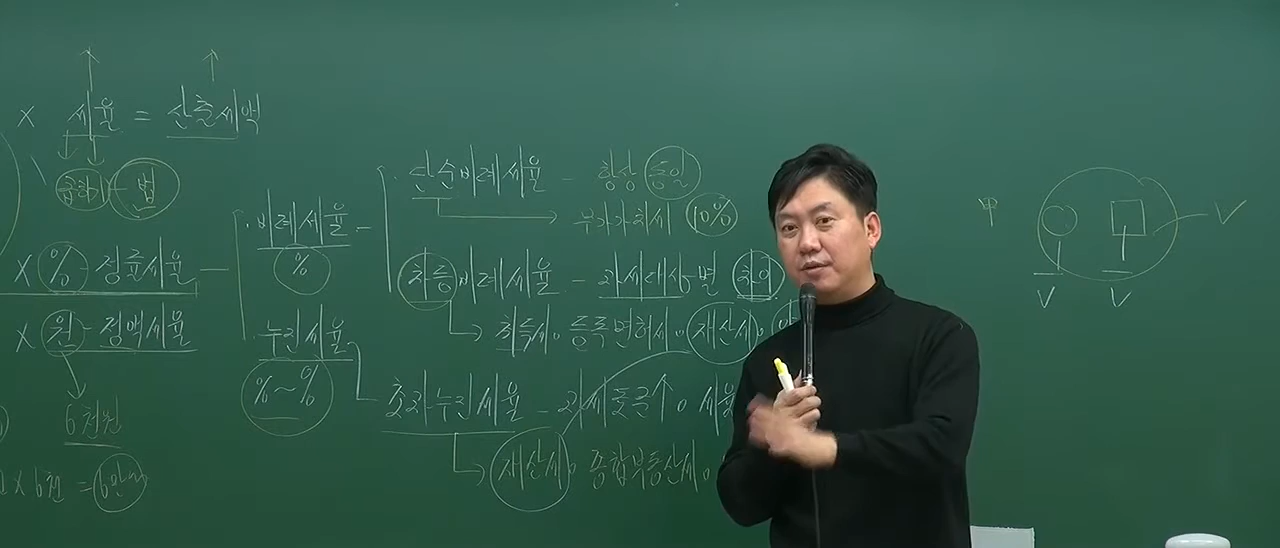 × 세율 = 산출세액
법
· 단순비례세율 - 항상 동일
부가가치세 10%
· 비례세율
%
× % - 정률세율
차등비례세율 - 과세대상별 차이
× 원 - 정액세율
취득세。등록면허세。재산세。
· 누진세율
%~%
초과누진세율 - 과세표준↑。세율
6천원
재산세。종합부동산세。
× 6천 = 6만
甲
V
V V